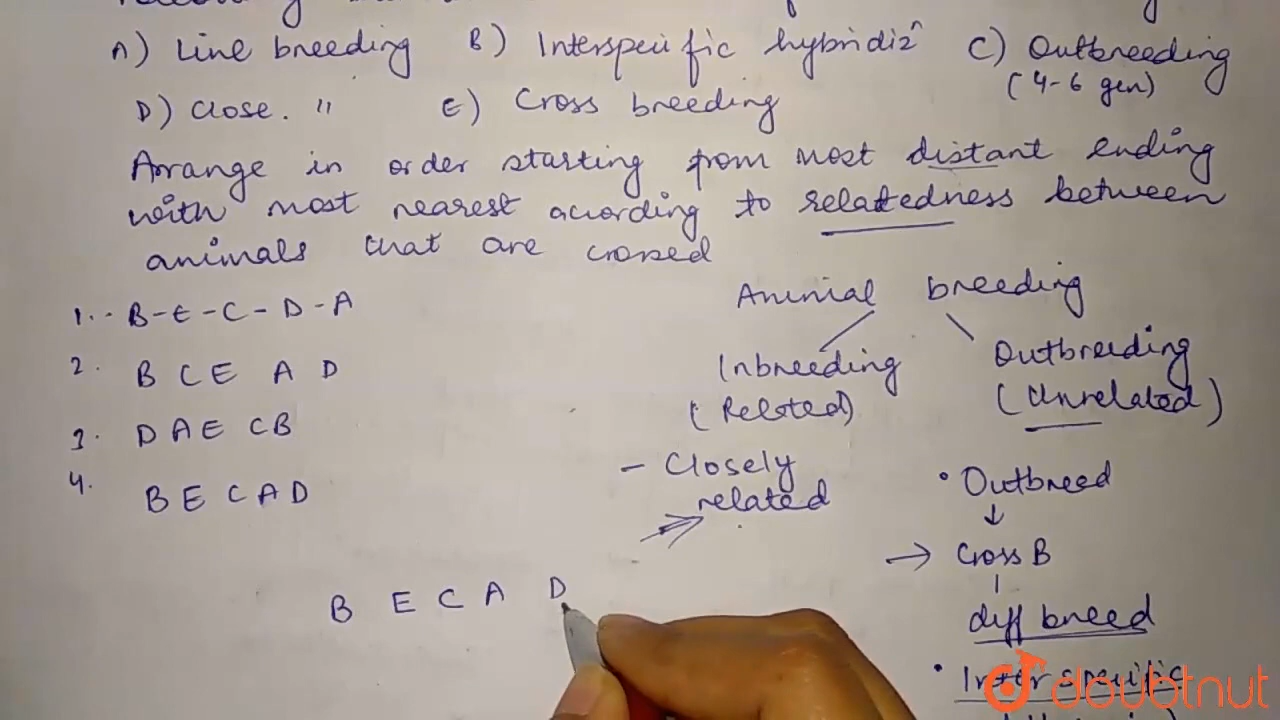 A) Line breeding B) Interspecific hybridizⁿ C) Outbreeding
(4-6 gen)
D) Close. " E) Cross breeding
Arrange in order starting from most distant ending
with most nearest according to relatedness between
animals that are crossed
1. B-E-C-D-A
2. B C E A D
3. D A E C B
4. B E C A D
B E C A D
Animal breeding
Inbreeding
(Related)
- Closely
related
Outbreeding
(Unrelated)
• Outbreed
↓
→ Cross B
diff breed
• Interspecific
doubtnut